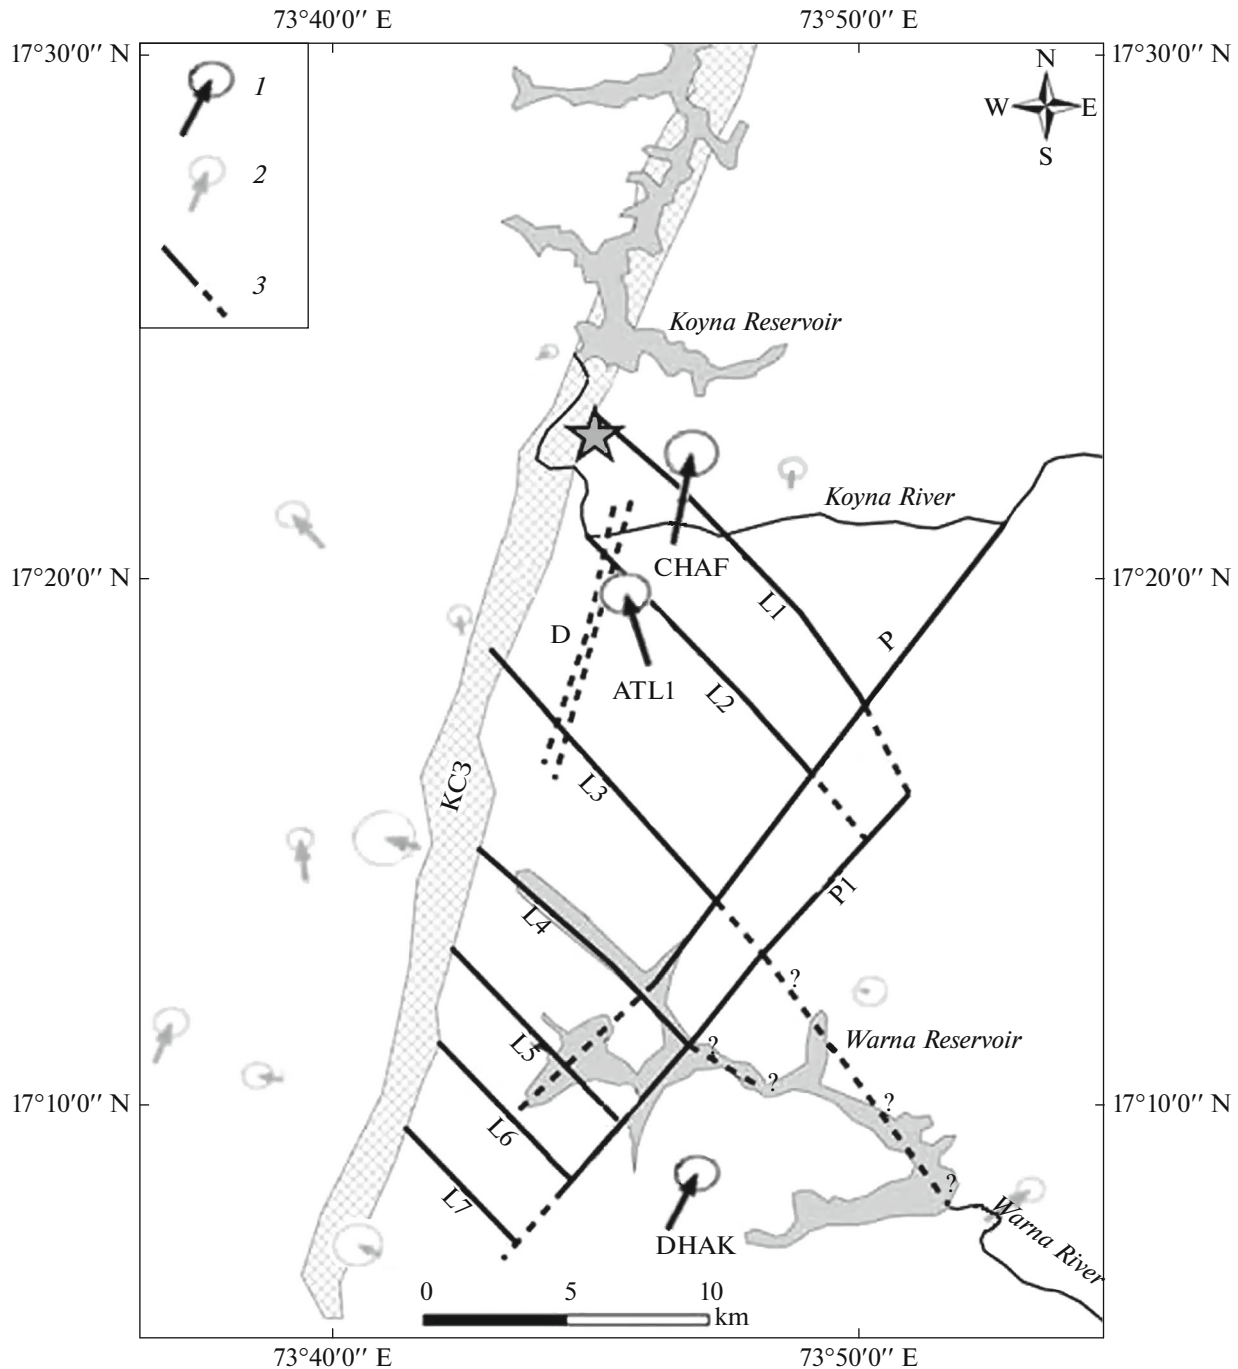 73°40′0″ E
73°50′0″ E
17°30′0″ N
17°30′0″ N
1
2
3
N
W
E
S
Koyna Reservoir
Koyna River
CHAF
17°20′0″ N
17°20′0″ N
L1
D
P
ATL1
L2
KC3
L3
P1
L4
?
Warna Reservoir
L5
?
?
17°10′0″ N
17°10′0″ N
?
L6
?
L7
Warna River
DHAK
0
5
10
km
73°40′0″ E
73°50′0″ E